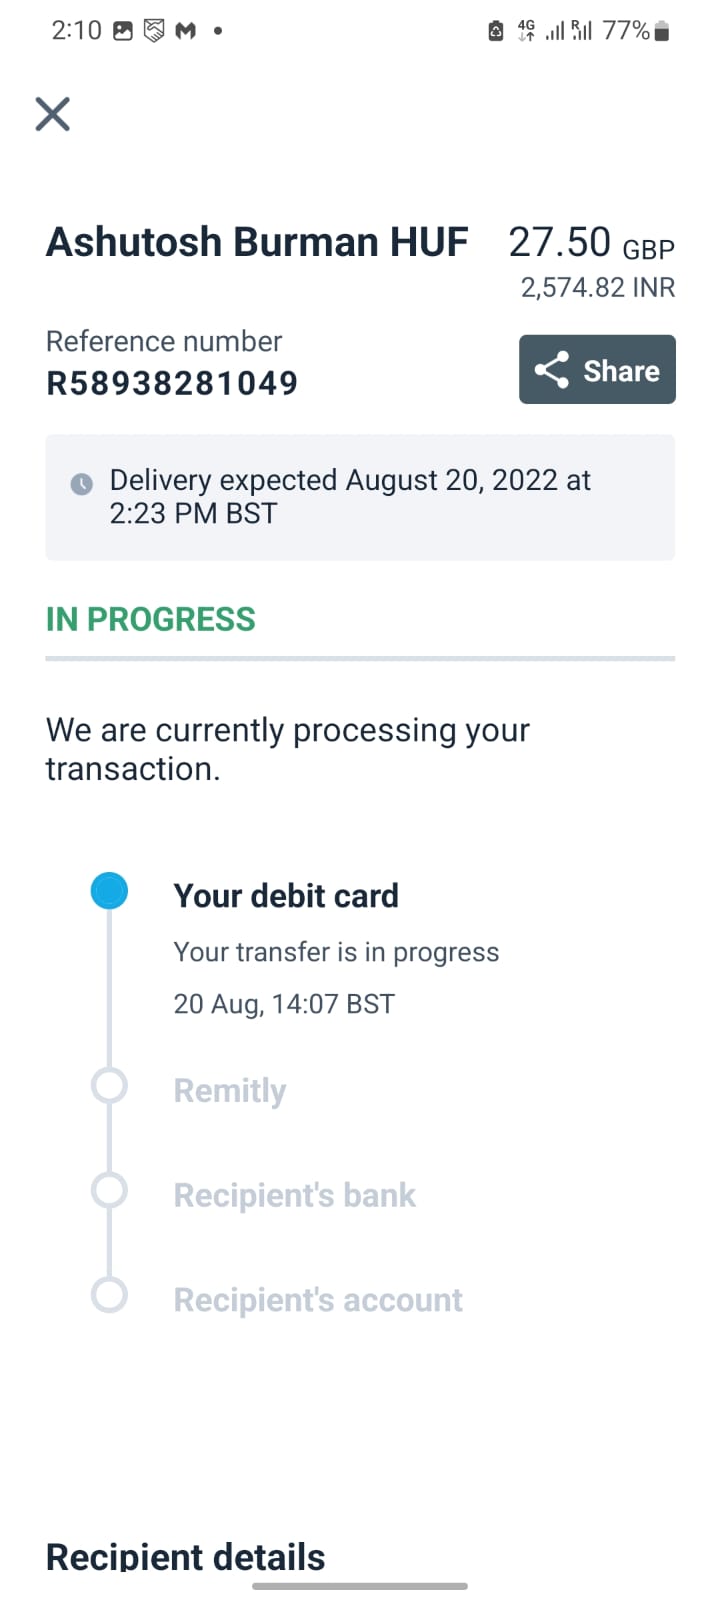 2:10
4G
R
77%
Ashutosh Burman HUF 27.50 GBP
2,574.82 INR
Reference number
R58938281049
Share
Delivery expected August 20, 2022 at
2:23 PM BST
IN PROGRESS
We are currently processing your
transaction.
Your debit card
Your transfer is in progress
20 Aug, 14:07 BST
Remitly
Recipient's bank
Recipient's account
Recipient details